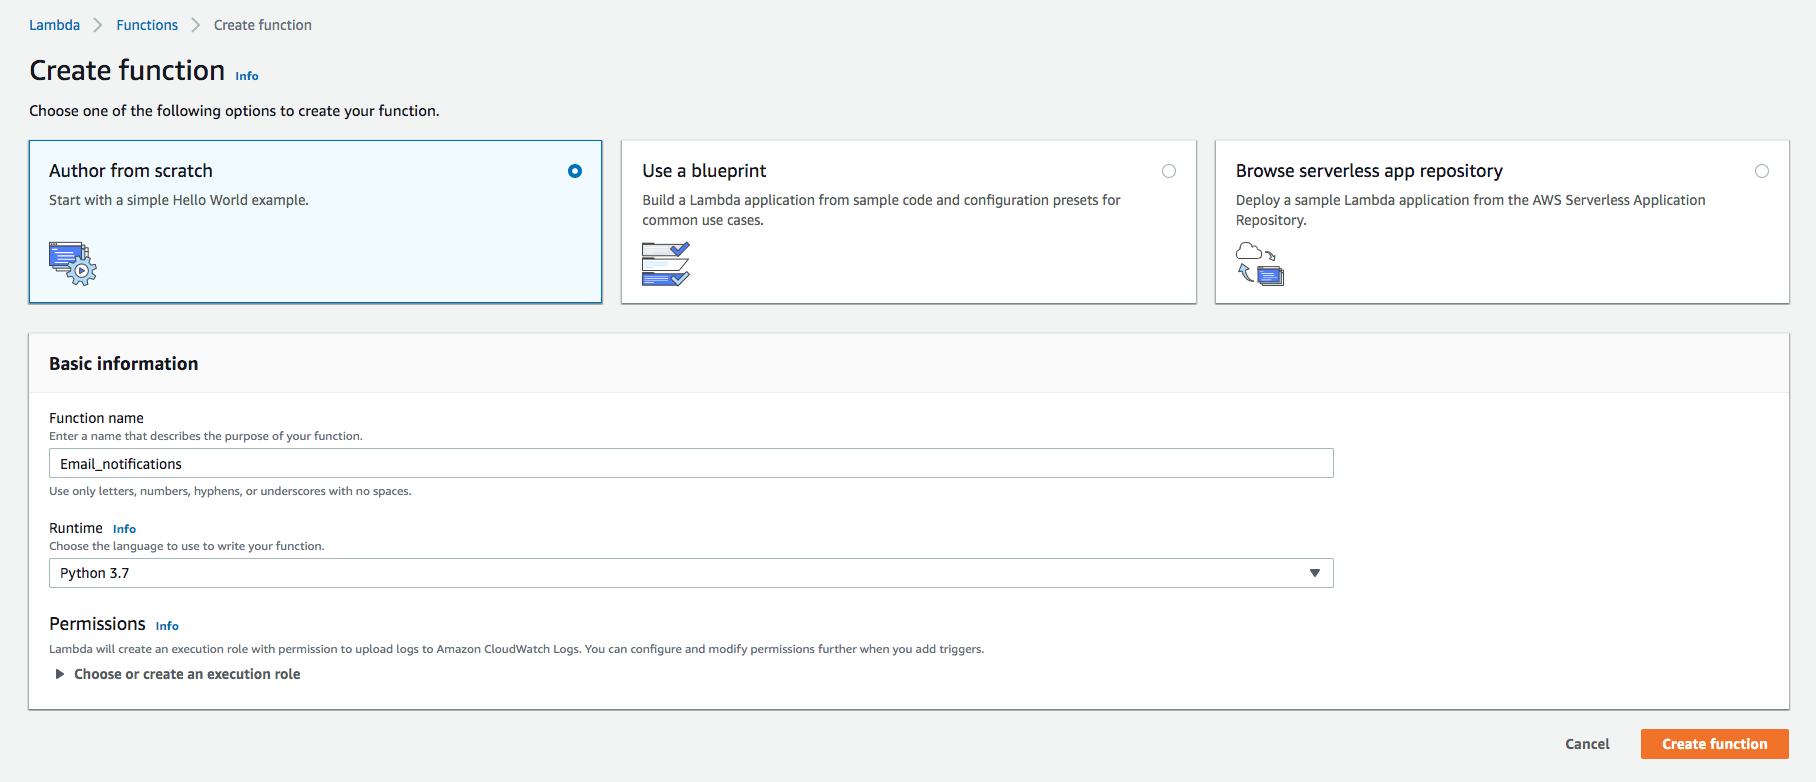 Lambda > Functions > Create function
Create function Info
Choose one of the following options to create your function.
Author from scratch
Start with a simple Hello World example.
Use a blueprint
Build a Lambda application from sample code and configuration presets for
common use cases.
Browse serverless app repository
Deploy a sample Lambda application from the AWS Serverless Application
Repository.
Basic information
Function name
Enter a name that describes the purpose of your function.
Email_notifications
Use only letters, numbers, hyphens, or underscores with no spaces.
Runtime Info
Choose the language to use to write your function.
Python 3.7
Permissions Info
Lambda will create an execution role with permission to upload logs to Amazon CloudWatch Logs. You can configure and modify permissions further when you add triggers.
Choose or create an execution role
Cancel
Create function